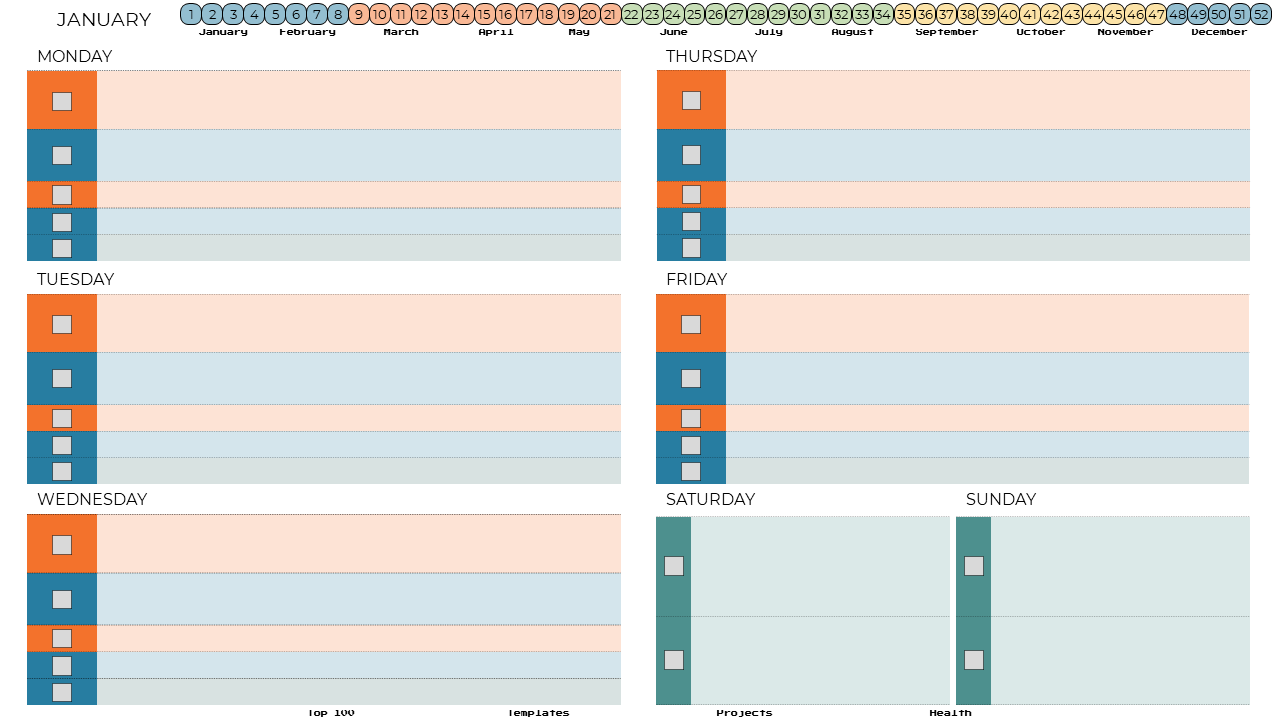 JANUARY 1 2 3 4 5 6 7 8 9 10 11 12 13 14 15 16 17 18 19 20 21 22 23 24 25 26 27 28 29 30 31 32 33 34 35 36 37 38 39 40 41 42 43 44 45 46 47 48 49 50 51 52
January February March April May June July August September October November December
MONDAY
THURSDAY
TUESDAY
FRIDAY
WEDNESDAY
SATURDAY
SUNDAY
Top 100 Templates Projects Health